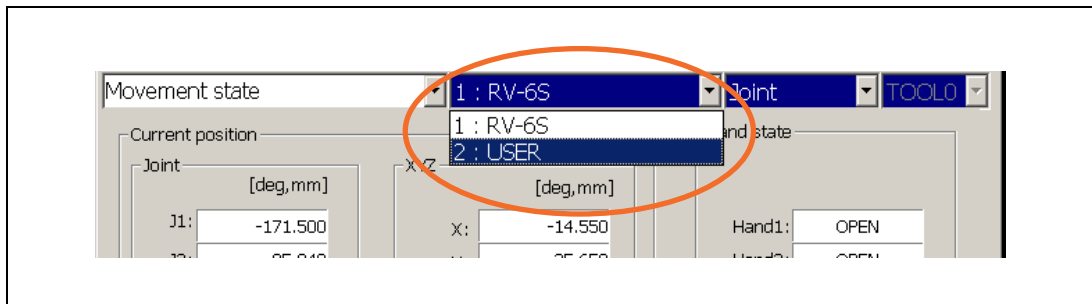 Movement state 1 : RV-6S Joint TOOL0
1 : RV-6S
Current position and state
2 : USER
Joint XYZ
[deg,mm] [deg,mm]
J1: -171.500 X: -14.550 Hand1: OPEN